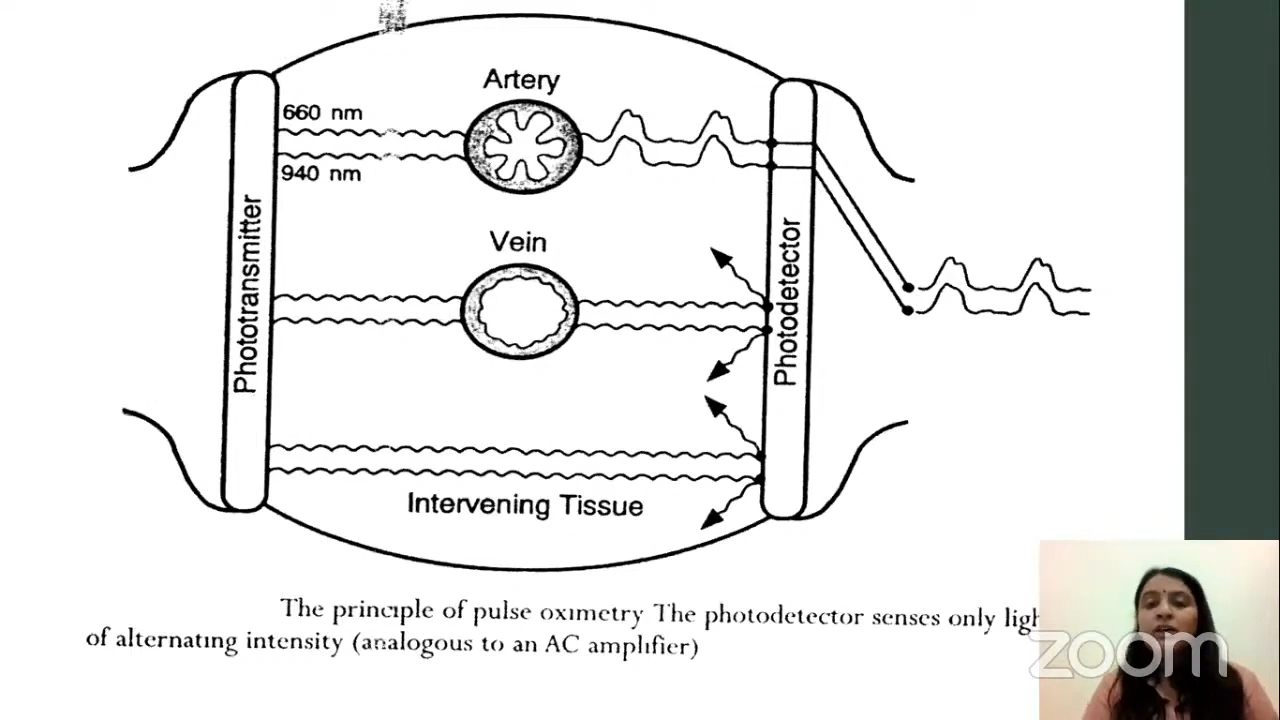 Artery
660 nm
940 nm
Phototransmitter
Vein
Photodetector
Intervening Tissue
The principle of pulse oximetry The photodetector senses only ligh
of alternating intensity (analogous to an AC amplifier)
zoom